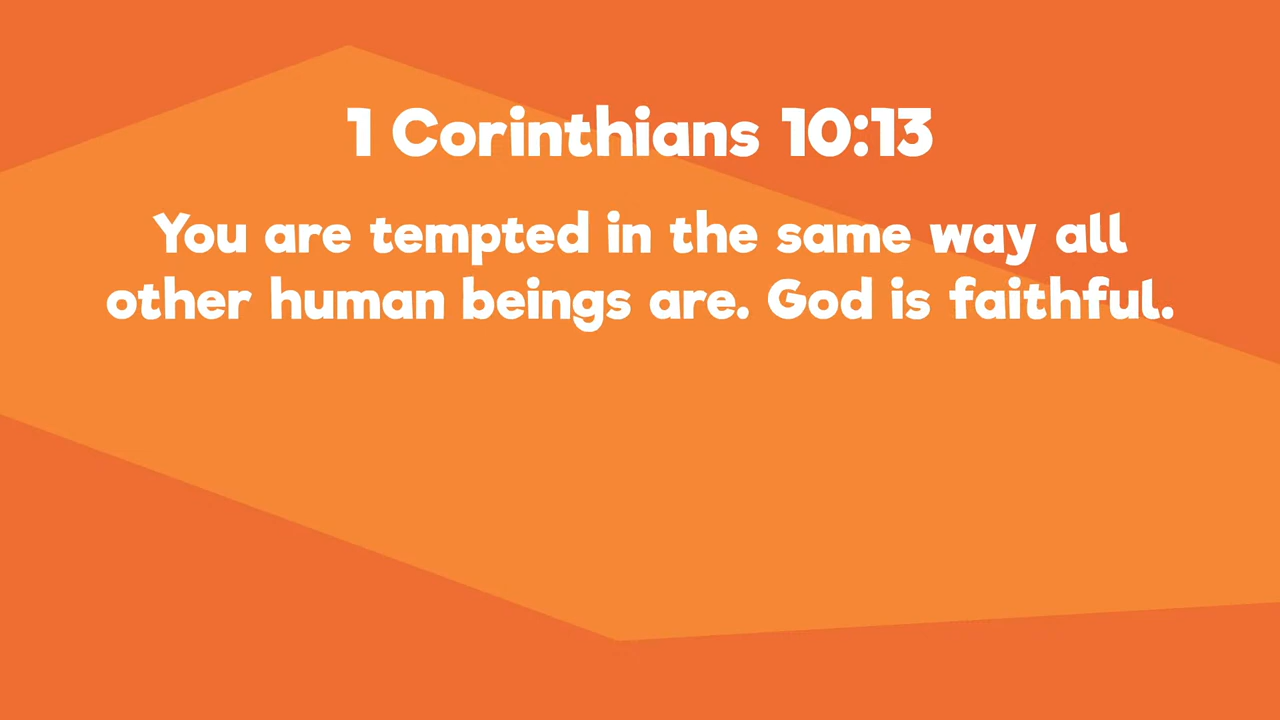 1 Corinthians 10:13
You are tempted in the same way all
other human beings are. God is faithful.